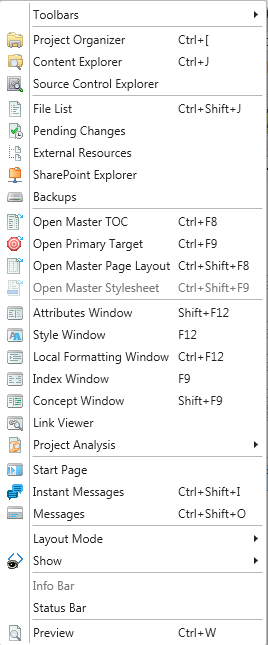 Toolbars
Project Organizer Ctrl+[
Content Explorer Ctrl+J
Source Control Explorer
File List Ctrl+Shift+J
Pending Changes
External Resources
SharePoint Explorer
Backups
Open Master TOC Ctrl+F8
Open Primary Target Ctrl+F9
Open Master Page Layout Ctrl+Shift+F8
Open Master Stylesheet Ctrl+Shift+F9
Attributes Window Shift+F12
Style Window F12
Local Formatting Window Ctrl+F12
Index Window F9
Concept Window Shift+F9
Link Viewer
Project Analysis
Start Page
Instant Messages Ctrl+Shift+I
Messages Ctrl+Shift+O
Layout Mode
Show
Info Bar
Status Bar
Preview Ctrl+W